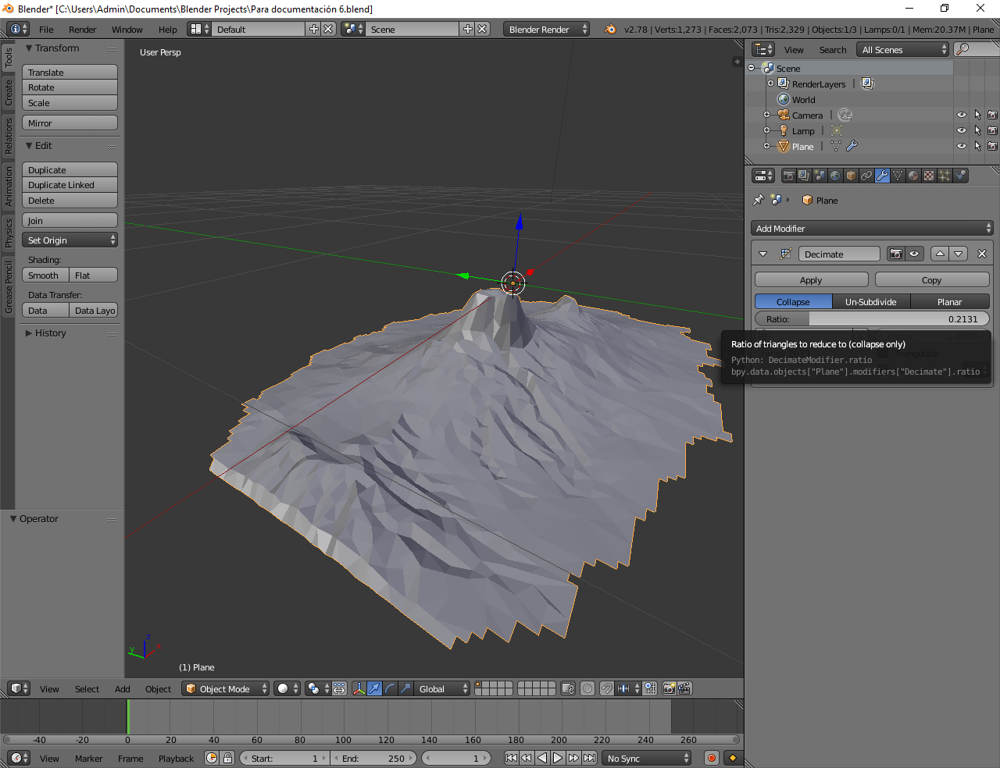 Blender* [C:\Users\Admin\Documents\Blender Projects\Para documentación 6.blend]
File Render Window Help Default Scene Blender Render v2.78 | Verts:1,273 | Faces:2,073 | Tris:2,329 | Objects:1/3 | Lamps:0/1 | Mem:20.37M | Plane
Tools
Create
Relations
Animation
Physics
Grease Pencil
Transform
Translate
Rotate
Scale
Mirror
Edit
Duplicate
Duplicate Linked
Delete
Join
Set Origin
Shading:
Smooth Flat
Data Transfer:
Data Data Layo
History
Operator
User Persp
z
y x
(1) Plane
View Search All Scenes
Scene
RenderLayers |
World
Camera |
Lamp |
Plane |
Plane
Add Modifier
Decimate
Apply Copy
Collapse Un-Subdivide Planar
Ratio: 0.2131
Ratio of triangles to reduce to (collapse only)
Triangulate
Python: DecimateModifier.ratio
bpy.data.objects["Plane"].modifiers["Decimate"].ratio
View Select Add Object Object Mode Global
-40 -20 0 20 40 60 80 100 120 140 160 180 200 220 240 260
View Marker Frame Playback Start: 1 End: 250 1 No Sync